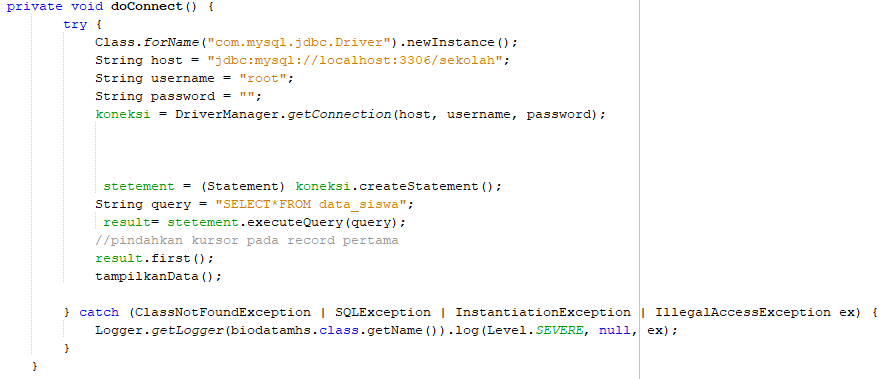 private void doConnect() {
try {
Class.forName("com.mysql.jdbc.Driver").newInstance();
String host = "jdbc:mysql://localhost:3306/sekolah";
String username = "root";
String password = "";
koneksi = DriverManager.getConnection(host, username, password);
stetement = (Statement) koneksi.createStatement();
String query = "SELECT*FROM data_siswa";
result= stetement.executeQuery(query);
//pindahkan kursor pada record pertama
result.first();
tampilkanData();
} catch (ClassNotFoundException | SQLException | InstantiationException | IllegalAccessException ex) {
Logger.getLogger(biodatamhs.class.getName()).log(Level.SEVERE, null, ex);
}
}